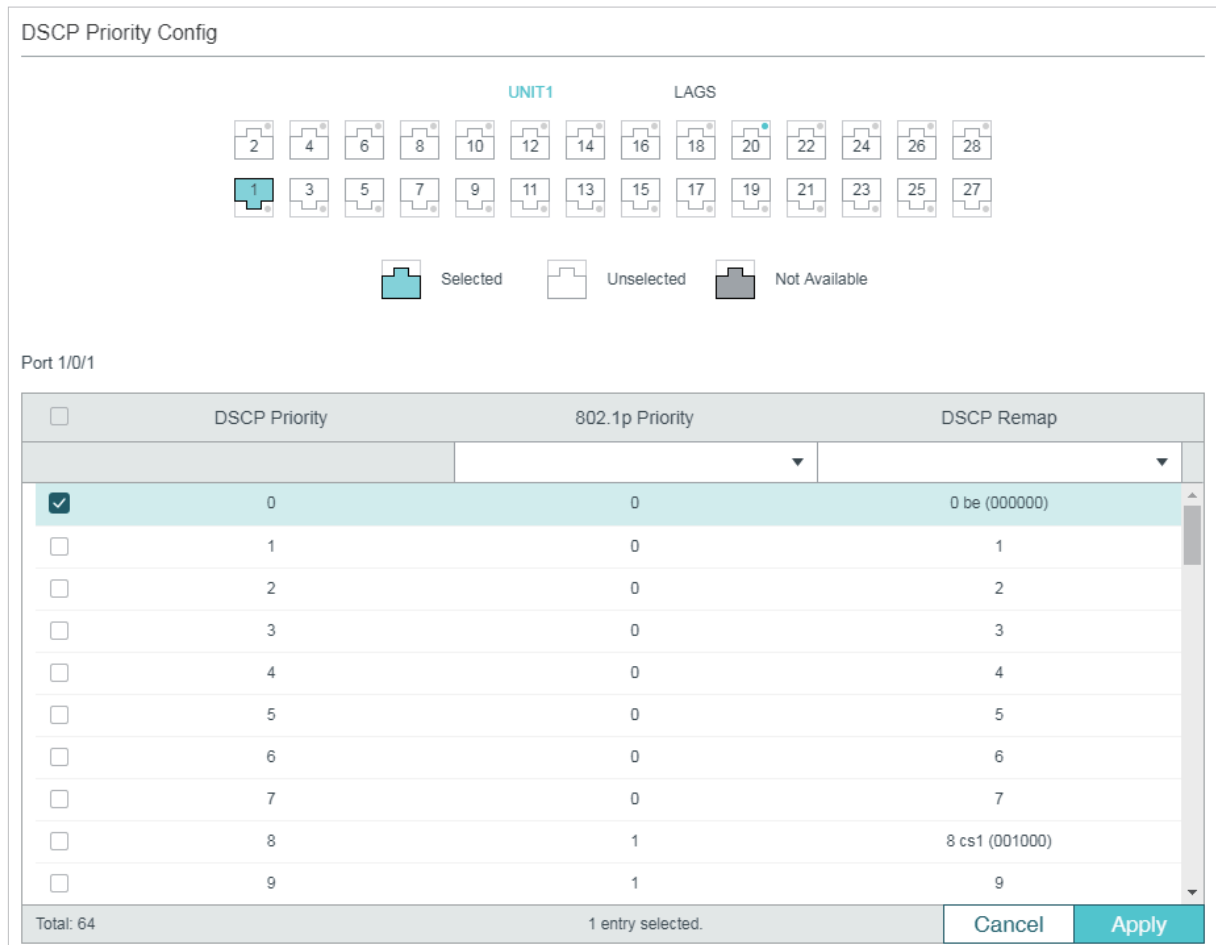 DSCP Priority Config
UNIT1 LAGS
2 4 6 8 10 12 14 16 18 20 22 24 26 28
1 3 5 7 9 11 13 15 17 19 21 23 25 27
Selected Unselected Not Available
Port 1/0/1
DSCP Priority 802.1p Priority DSCP Remap
0 0 0 be (000000)
1 0 1
2 0 2
3 0 3
4 0 4
5 0 5
6 0 6
7 0 7
8 1 8 cs1 (001000)
9 1 9
Total: 64 1 entry selected. Cancel Apply